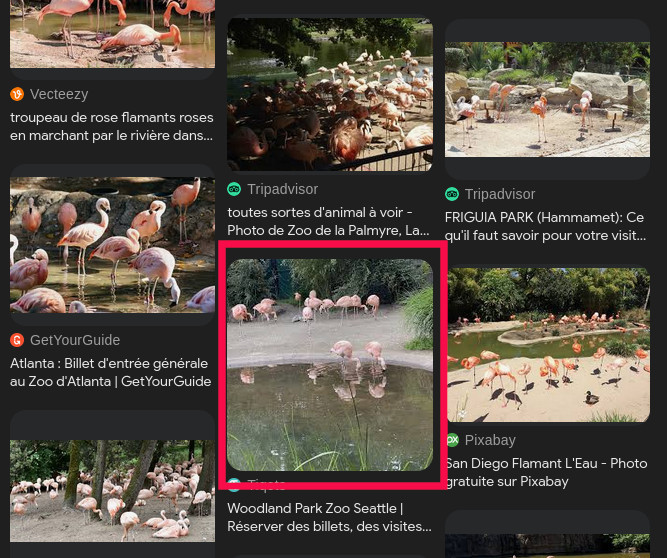 Vecteezy
troupeau de rose flamants roses
en marchant par le rivière dans...
GetYourGuide
Atlanta : Billet d'entrée générale
au Zoo d'Atlanta | GetYourGuide
Tripadvisor
toutes sortes d'animal à voir -
Photo de Zoo de la Palmyre, La...
Tiqets
Woodland Park Zoo Seattle |
Réserver des billets, des visites...
Tripadvisor
FRIGUIA PARK (Hammamet): Ce
qu'il faut savoir pour votre visit...
Pixabay
San Diego Flamant L'Eau - Photo
gratuite sur Pixabay